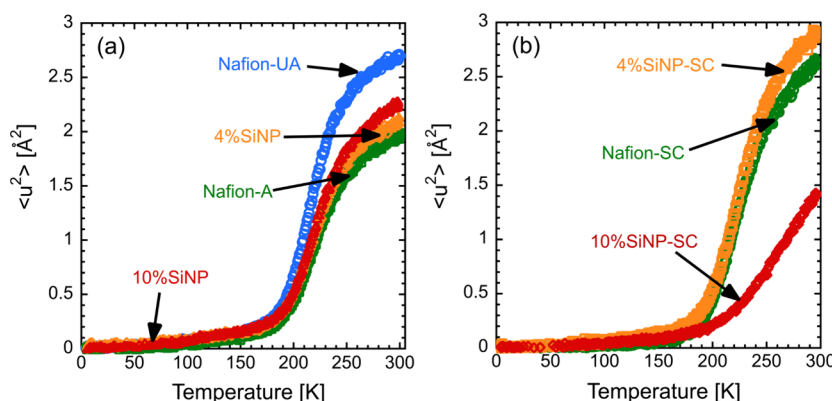 (a)
Nafion-UA
4%SiNP
Nafion-A
10%SiNP
<u²> [Å²]
3
2.5
2
1.5
1
0.5
0
0 50 100 150 200 250 300
Temperature [K]
(b)
4%SiNP-SC
Nafion-SC
10%SiNP-SC
<u²> [Å²]
3
2.5
2
1.5
1
0.5
0
0 50 100 150 200 250 300
Temperature [K]